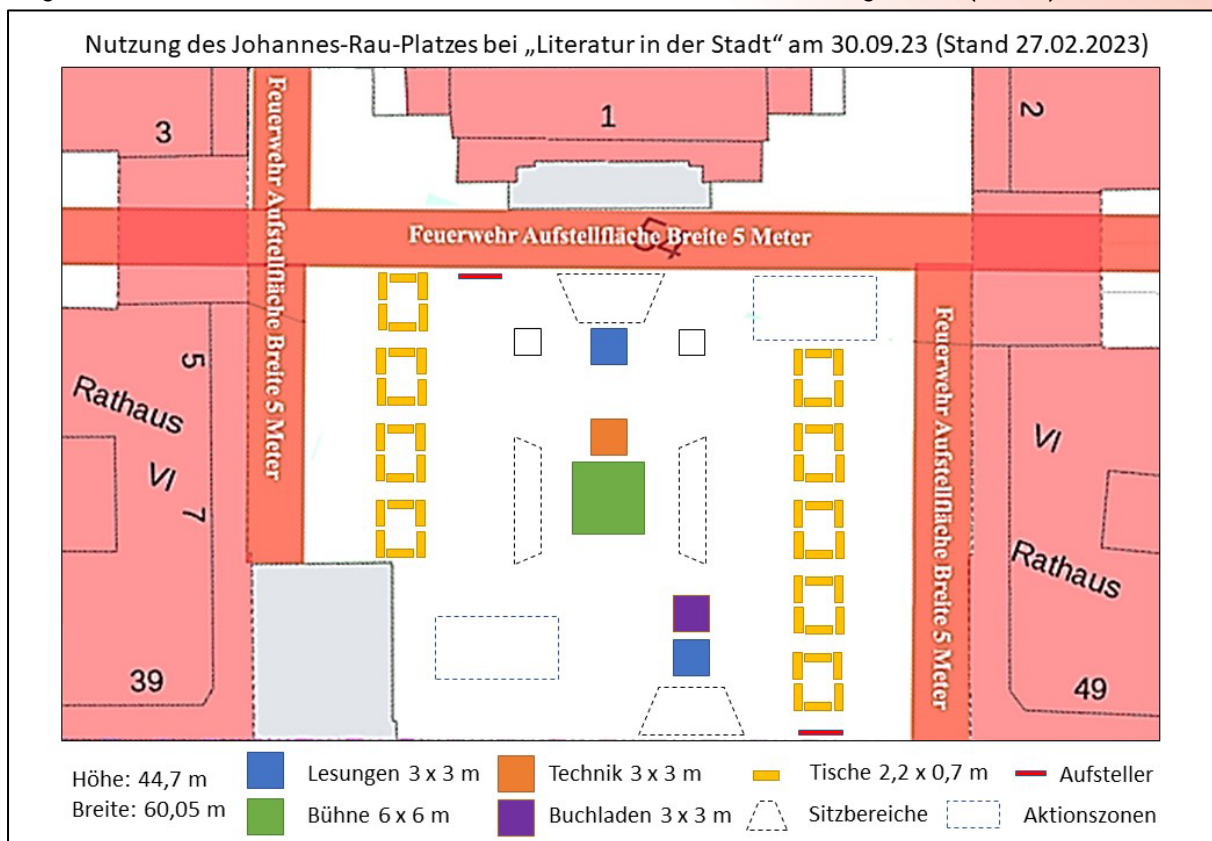 Nutzung des Johannes-Rau-Platzes bei „Literatur in der Stadt“ am 30.09.23 (Stand 27.02.2023)
3
1
2
Feuerwehr Aufstellfläche Breite 5 Meter
Feuerwehr Aufstellfläche Breite 5 Meter
54
5
Rathaus
VI
7
39
Feuerwehr Aufstellfläche Breite 5 Meter
VI
Rathaus
49
Höhe: 44,7 m
Breite: 60,05 m
Lesungen 3 x 3 m
Bühne 6 x 6 m
Technik 3 x 3 m
Buchladen 3 x 3 m
Tische 2,2 x 0,7 m
Sitzbereiche
Aufsteller
Aktionszonen